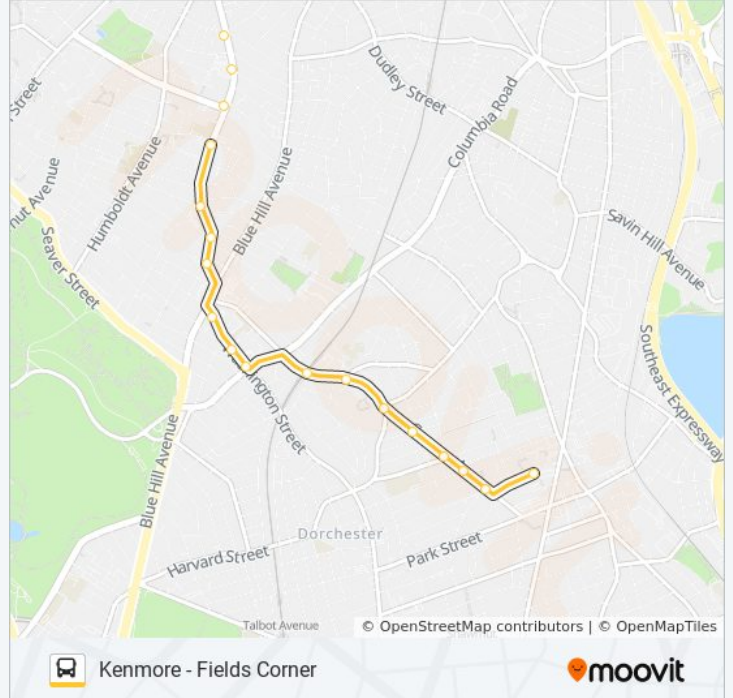 Dudley Street
Columbia Road
Street
Humboldt Avenue
Blue Hill Avenue
nut Avenue
Savin Hill Avenue
Seaver Street
Southeast Expressway
ington Street
Blue Hill Avenue
Dorchester
Park Street
Harvard Street
Talbot Avenue
© OpenStreetMap contributors | © OpenMapTiles
Kenmore - Fields Corner
moovit